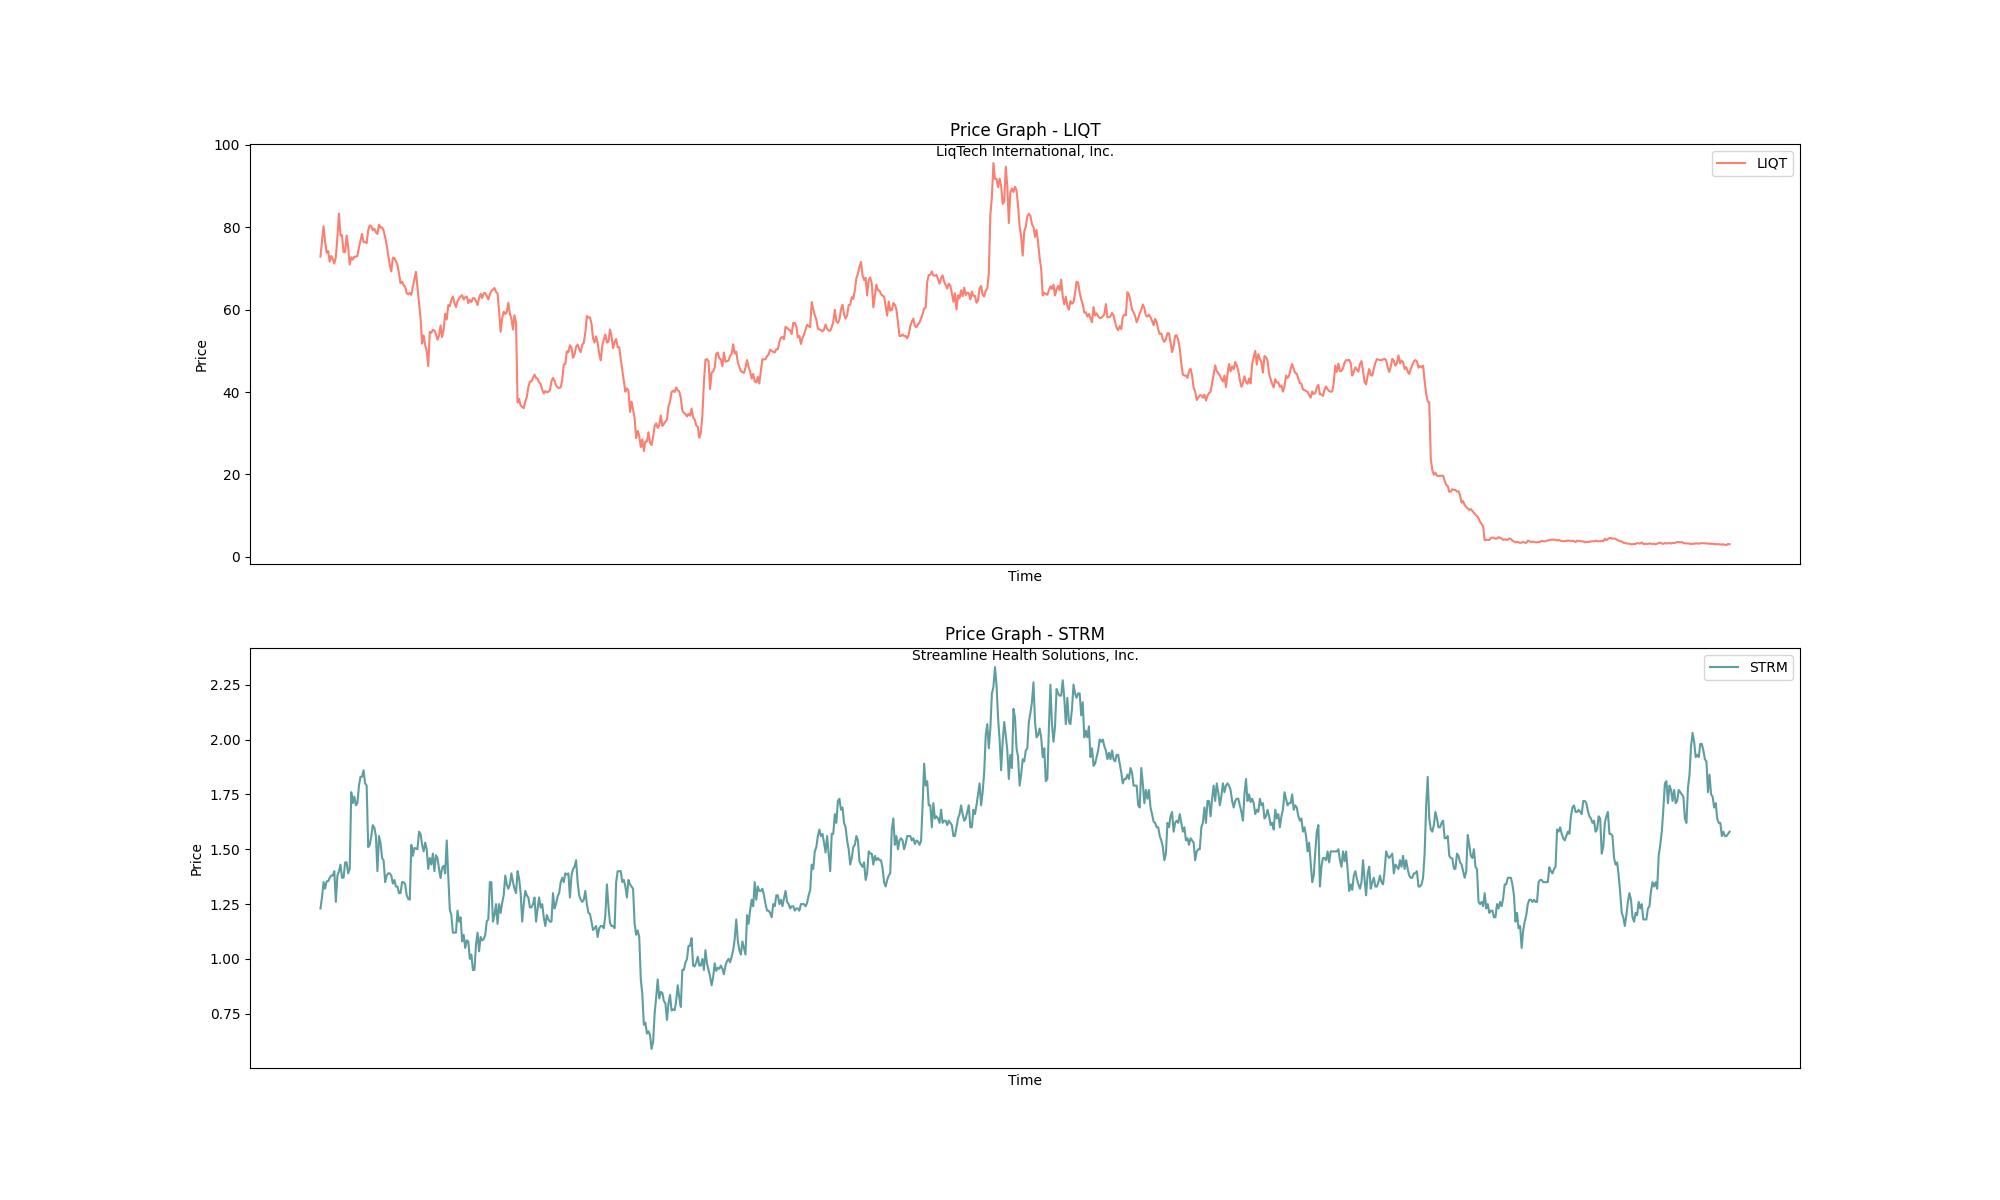 Price Graph - LIQT
LiqTech International, Inc.
LIQT
100
80
60
40
20
0
Price
Time
Price Graph - STRM
Streamline Health Solutions, Inc.
STRM
2.25
2.00
1.75
1.50
1.25
1.00
0.75
Price
Time